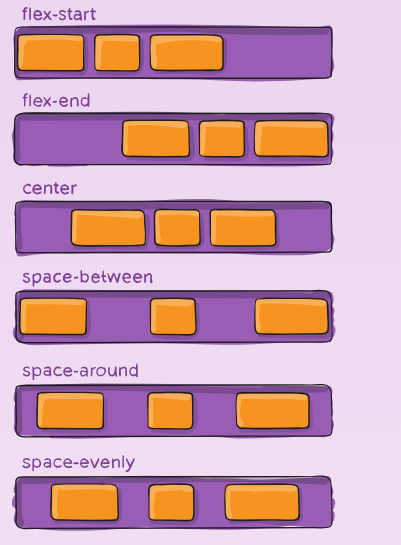 flex-start
flex-end
center
space-between
space-around
space-evenly